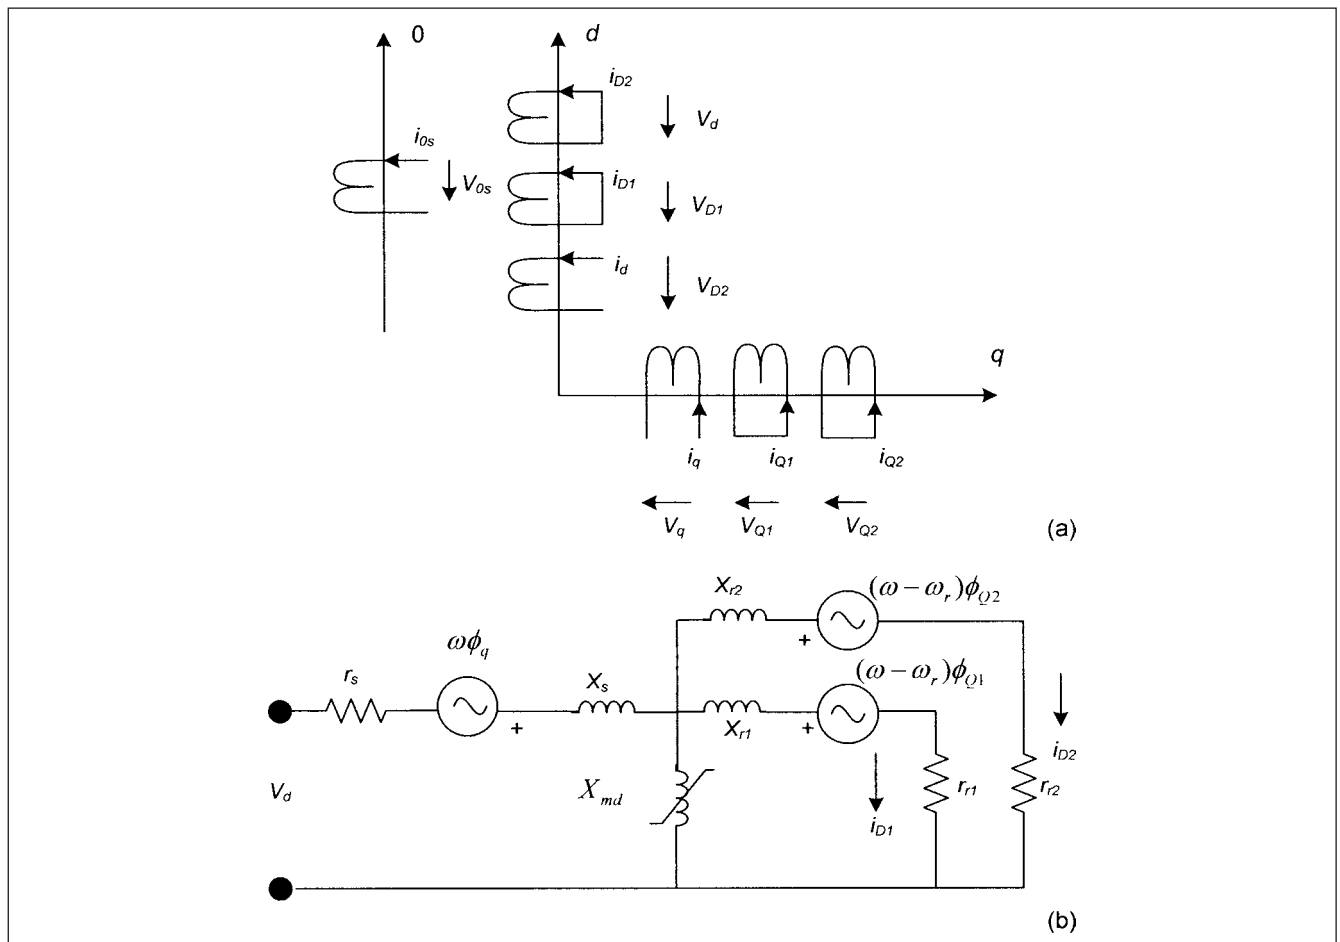 0
d
i_{D2}
V_d
i_{0s}
V_{0s}
i_{D1}
V_{D1}
i_d
V_{D2}
q
i_q
i_{Q1}
i_{Q2}
V_q
V_{Q1}
V_{Q2}
(a)
X_{r2}
(ω − ω_r)ϕ_{Q2}
+
ωϕ_q
(ω − ω_r)ϕ_{Q1}
r_s
X_s
+
X_{r1}
+
i_{D2}
V_d
X_{md}
i_{D1}
r_{r1}
r_{r2}
(b)